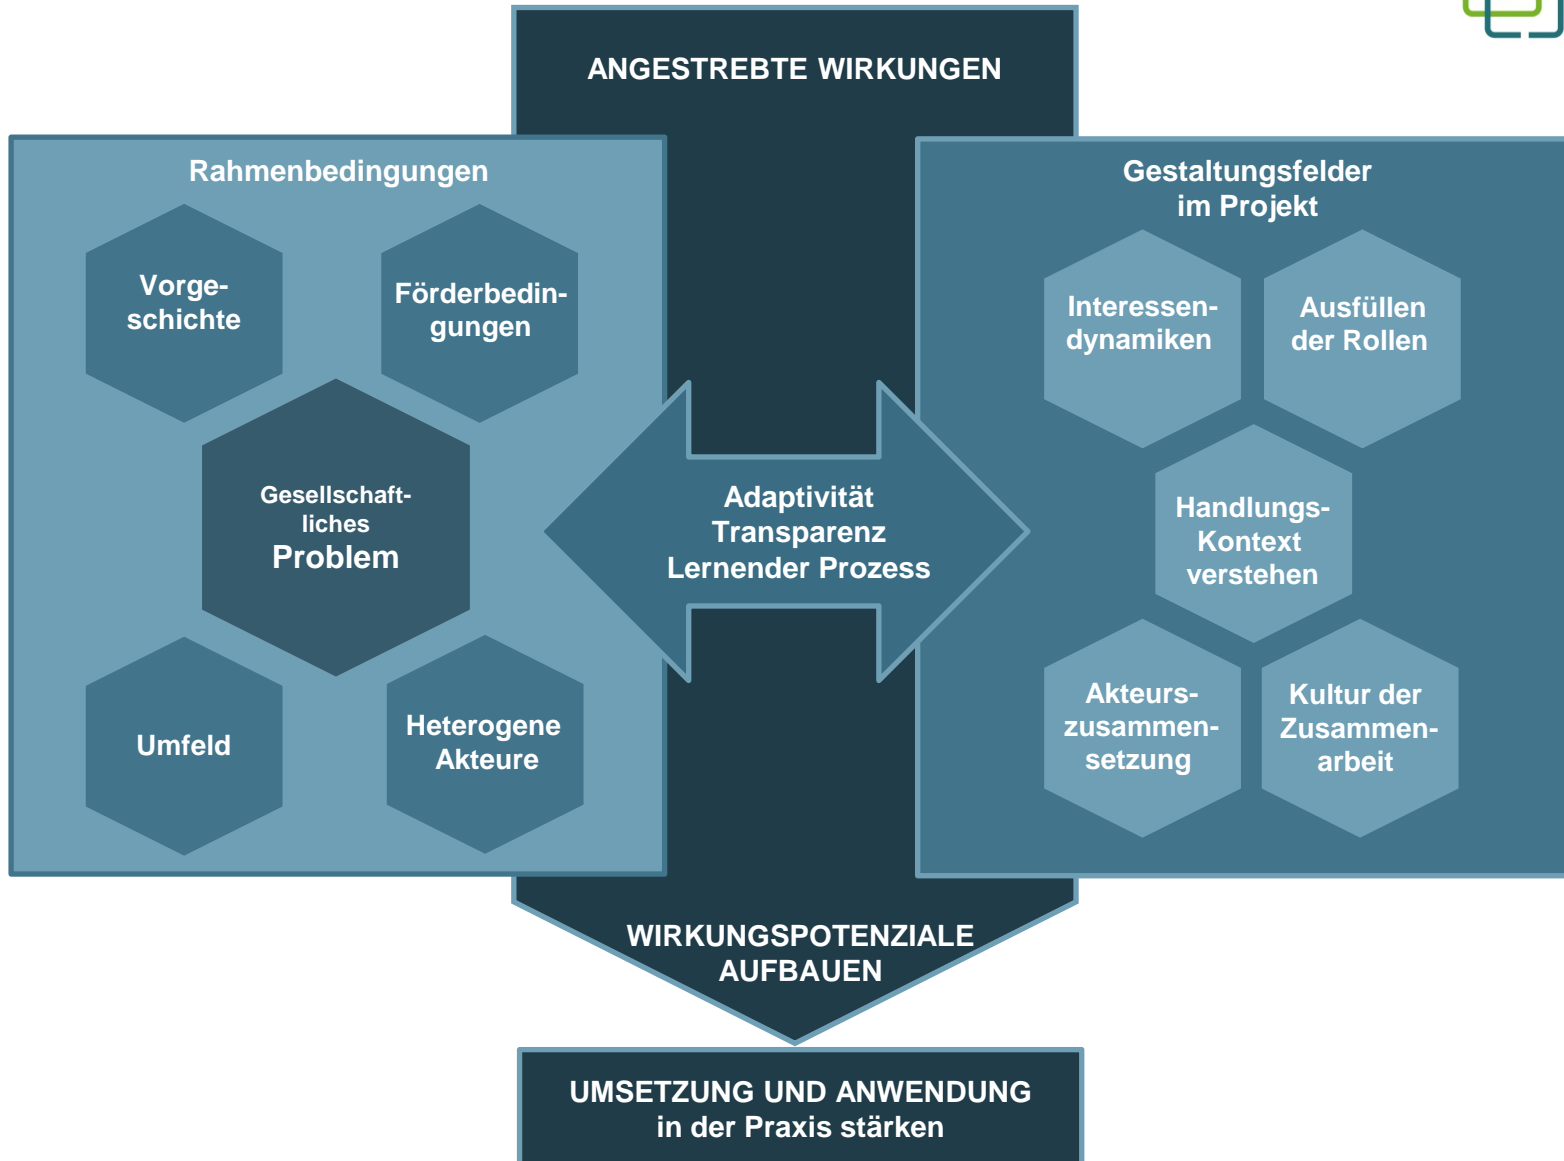 ANGESTREBTE WIRKUNGEN
Rahmenbedingungen
Vorge-
schichte
Förderbedin-
gungen
Gesellschaft-
liches
Problem
Umfeld
Heterogene
Akteure
Adaptivität
Transparenz
Lernender Prozess
Gestaltungsfelder
im Projekt
Interessen-
dynamiken
Ausfüllen
der Rollen
Handlungs-
Kontext
verstehen
Akteurs-
zusammen-
setzung
Kultur der
Zusammen-
arbeit
WIRKUNGSPOTENZIALE
AUFBAUEN
UMSETZUNG UND ANWENDUNG
in der Praxis stärken